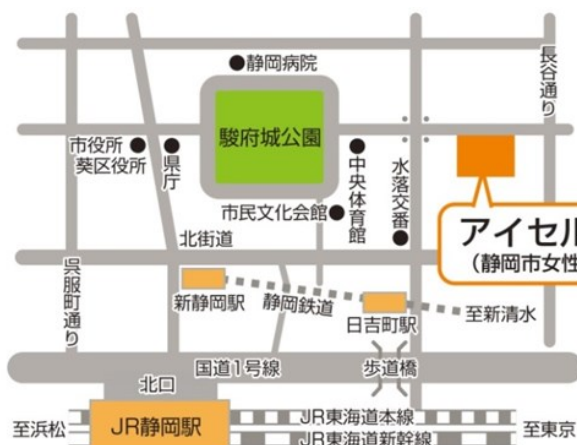 静岡病院
長谷通り
駿府城公園
市役所
葵区役所
県庁
中央体育館
水落交番
市民文化会館
アイセル
(静岡市女性
北街道
呉服町通り
新静岡駅
静岡鉄道
日吉町駅
至新清水
国道1号線
歩道橋
北口
至浜松
JR静岡駅
JR東海道本線
JR東海道新幹線
至東京